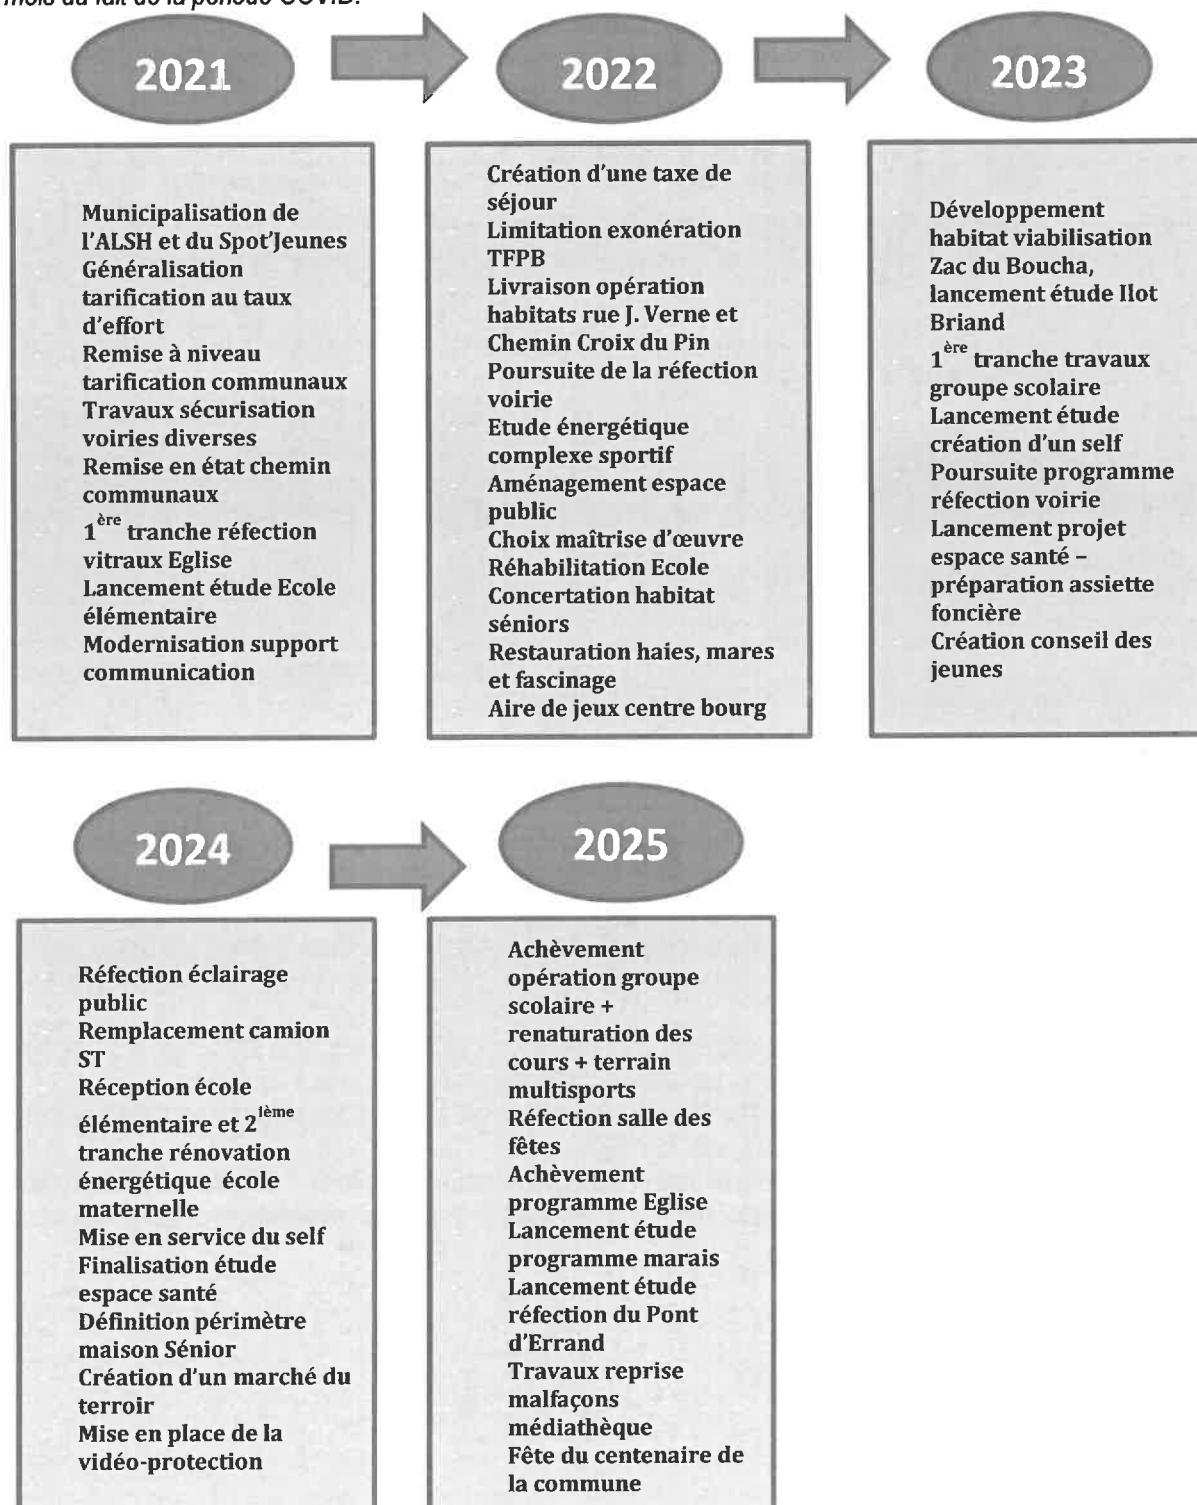 mois du fait de la période COVID.
2021
2022
2023
Municipalisation de
l'ALSH et du Spot'Jeunes
Généralisation
tarification au taux
d'effort
Remise à niveau
tarification communaux
Travaux sécurisation
voiries diverses
Remise en état chemin
communaux
1ère tranche réfection
vitraux Eglise
Lancement étude Ecole
élémentaire
Modernisation support
communication
Création d'une taxe de
séjour
Limitation exonération
TFPB
Livraison opération
habitats rue J. Verne et
Chemin Croix du Pin
Poursuite de la réfection
voirie
Etude énergétique
complexe sportif
Aménagement espace
public
Choix maîtrise d'œuvre
Réhabilitation Ecole
Concertation habitat
séniors
Restauration haies, mares
et fascinage
Aire de jeux centre bourg
Développement
habitat viabilisation
Zac du Boucha,
lancement étude Ilot
Briand
1ère tranche travaux
groupe scolaire
Lancement étude
création d'un self
Poursuite programme
réfection voirie
Lancement projet
espace santé –
préparation assiette
foncière
Création conseil des
jeunes
2024
2025
Réfection éclairage
public
Remplacement camion
ST
Réception école
élémentaire et 2ième
tranche rénovation
énergétique école
maternelle
Mise en service du self
Finalisation étude
espace santé
Définition périmètre
maison Sénior
Création d'un marché du
terroir
Mise en place de la
vidéo-protection
Achèvement
opération groupe
scolaire +
renaturation des
cours + terrain
multisports
Réfection salle des
fêtes
Achèvement
programme Eglise
Lancement étude
programme marais
Lancement étude
réfection du Pont
d'Errand
Travaux reprise
malfaçons
médiathèque
Fête du centenaire de
la commune